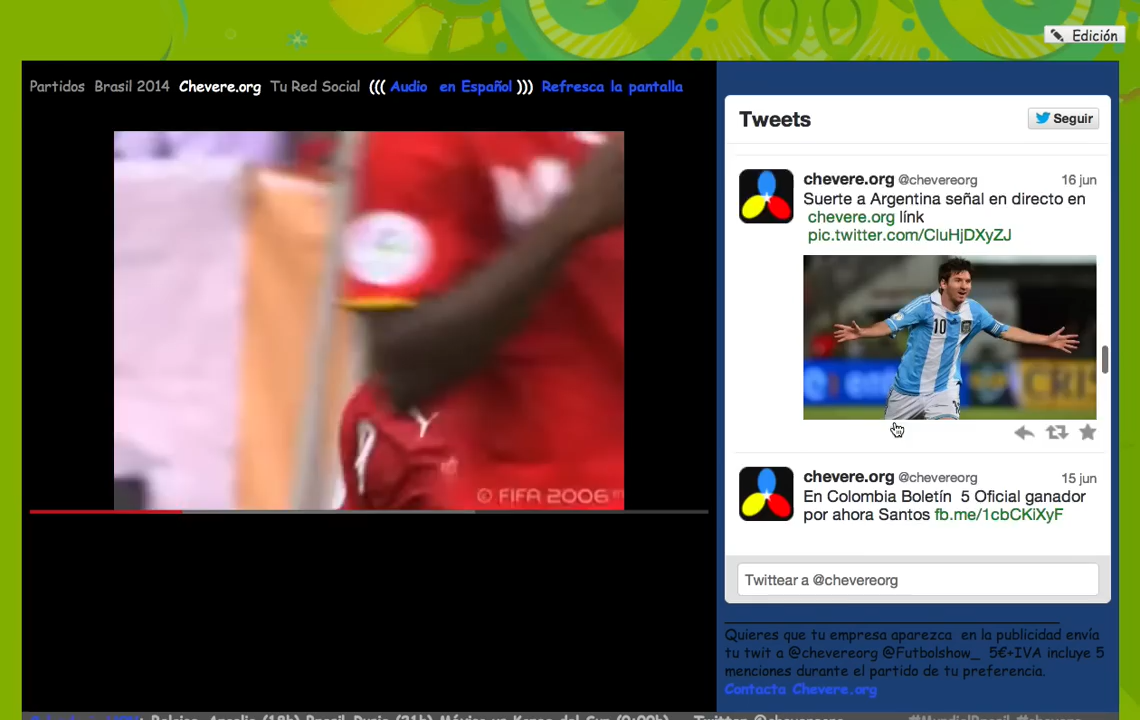 Edición
Partidos Brasil 2014 Chevere.org Tu Red Social ((( Audio en Español ))) Refresca la pantalla
© FIFA 2006
Tweets
Seguir
chevere.org @chevereorg 16 jun
Suerte a Argentina señal en directo en
chevere.org línk
pic.twitter.com/CluHjDXyZJ
10
chevere.org @chevereorg 15 jun
En Colombia Boletín 5 Oficial ganador
por ahora Santos fb.me/1cbCKiXyF
Twittear a @chevereorg
Quieres que tu empresa aparezca en la publicidad envía
tu twit a @chevereorg @Futbolshow_ 5€+IVA incluye 5
menciones durante el partido de tu preferencia.
Contacta Chevere.org